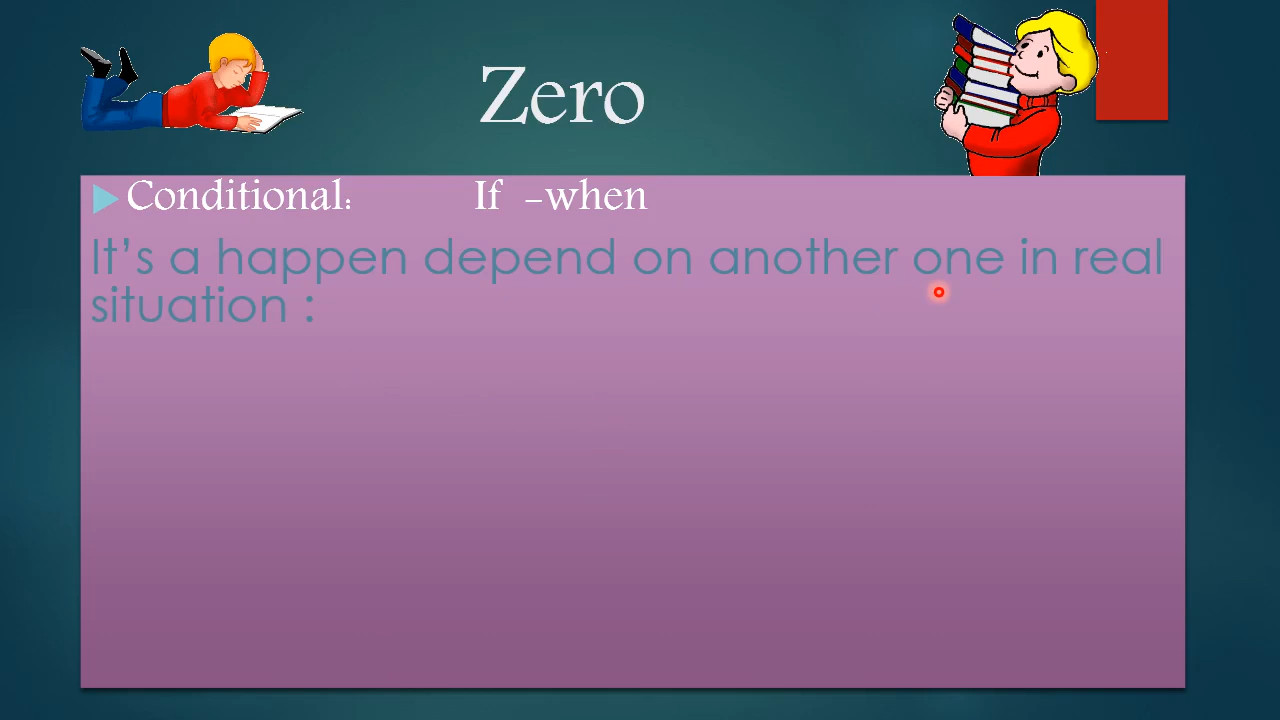 Zero
Conditional: If -when
It's a happen depend on another one in real
situation :